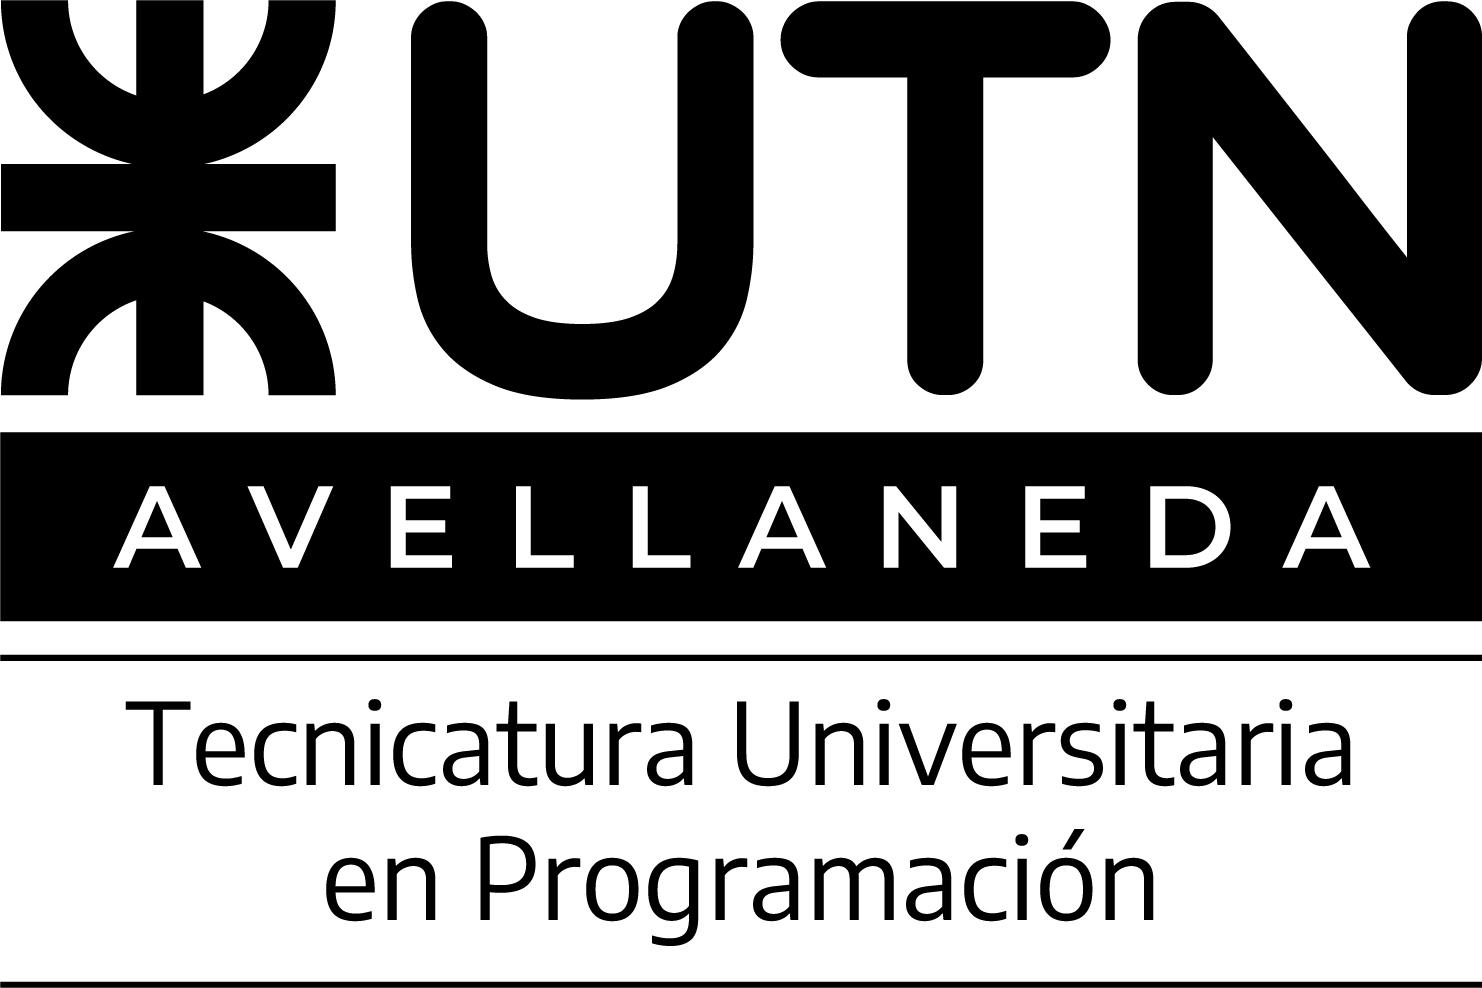 UTN
AVELLANEDA
Tecnicatura Universitaria
en Programación